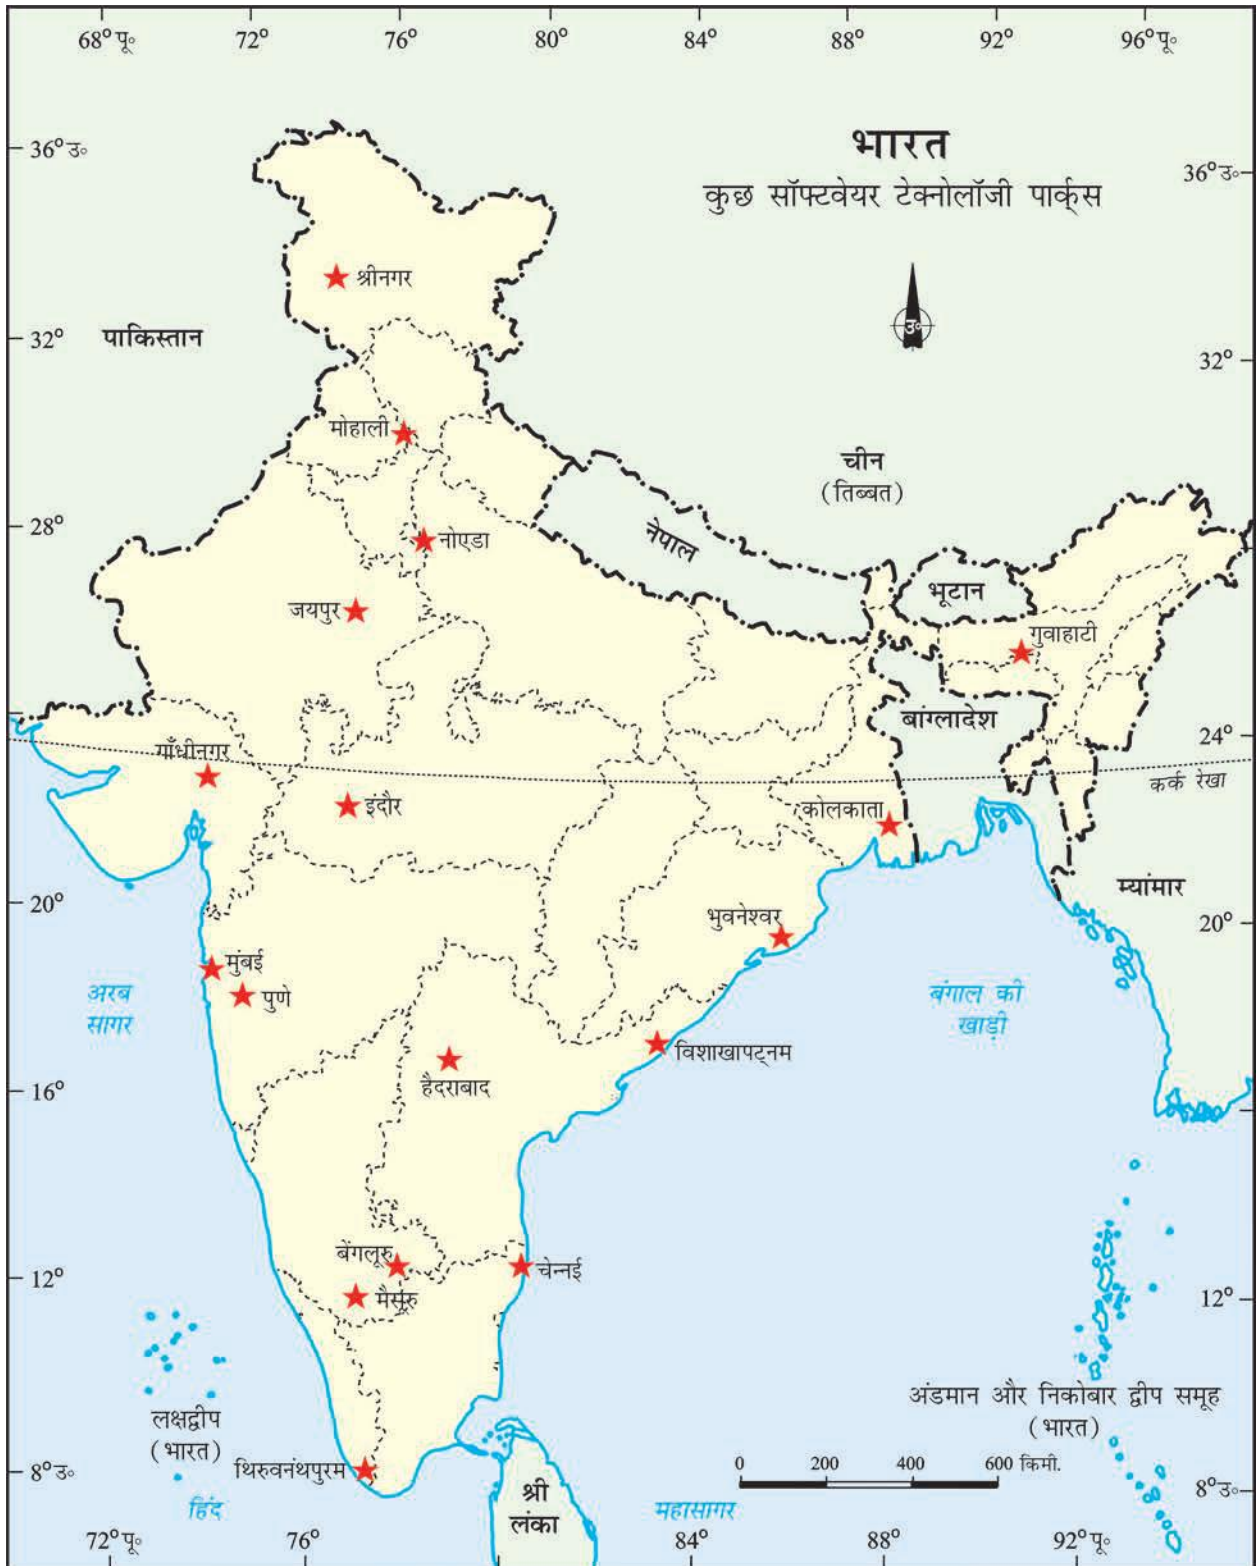 68° पू॰ 72° 76° 80° 84° 88° 92° 96° पू॰
भारत
कुछ सॉफ्टवेयर टेक्नोलॉजी पार्क्स
36° उ॰
36° उ॰
उ॰
श्रीनगर
पाकिस्तान
32°
32°
मोहाली
चीन
(तिब्बत)
28°
नोएडा
नेपाल
भूटान
जयपुर
गुवाहाटी
बांग्लादेश
24°
गाँधीनगर
कर्क रेखा
इंदौर
कोलकाता
म्यांमार
20°
20°
भुवनेश्वर
मुंबई
पुणे
अरब
सागर
बंगाल की
खाड़ी
विशाखापट्नम
हैदराबाद
16°
बेंगलूरु
चेन्नई
मैसूरु
12°
12°
लक्षद्वीप
(भारत)
अंडमान और निकोबार द्वीप समूह
(भारत)
थिरुवनंथपुरम
0 200 400 600 किमी.
8° उ॰
8° उ॰
श्री
लंका
हिंद
महासागर
72° पू॰ 76° 84° 88° 92° पू॰